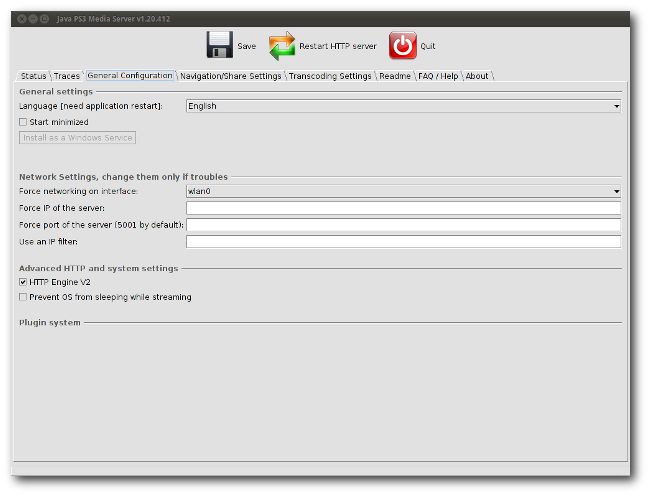 Java PS3 Media Server v1.20.412
Save Restart HTTP server Quit
Status Traces General Configuration Navigation/Share Settings Transcoding Settings Readme FAQ / Help About
General settings
Language [need application restart]: English
Start minimized
Install as a Windows Service
Network Settings, change them only if troubles
Force networking on interface: wlan0
Force IP of the server:
Force port of the server (5001 by default):
Use an IP filter:
Advanced HTTP and system settings
HTTP Engine V2
Prevent OS from sleeping while streaming
Plugin system